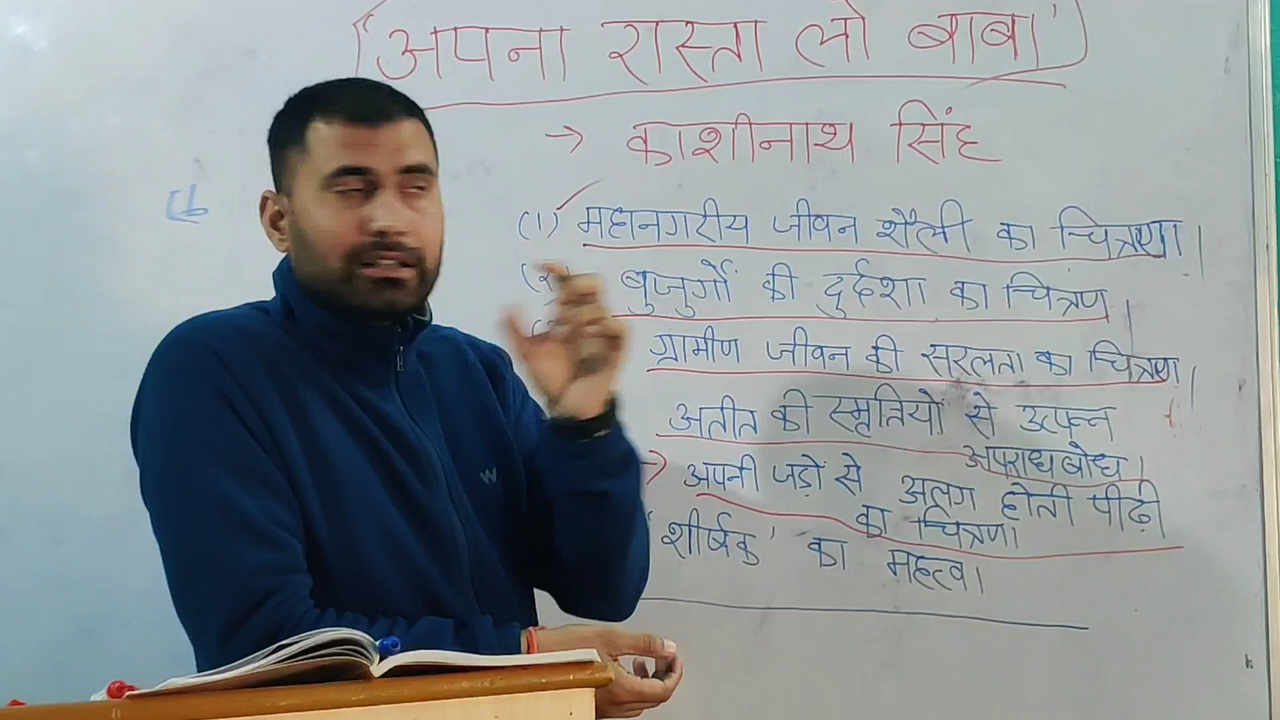 'अपना रास्ता लो बाबा'
→ काशीनाथ सिंह
(1) महानगरीय जीवन शैली का चित्रण।
बुजुर्गों की दुर्दशा का चित्रण।
ग्रामीण जीवन की सरलता का चित्रण।
अतीत की स्मृतियों से उत्पन्न
अपराध बोध।
→ अपनी जड़ों से अलग होती पीढ़ी
का चित्रण।
'शीर्षक' का महत्व।